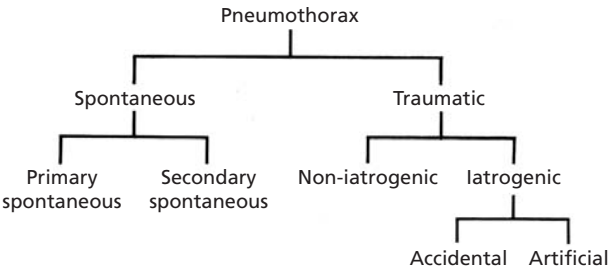 Pneumothorax
Spontaneous
Traumatic
Primary
spontaneous
Secondary
spontaneous
Non-iatrogenic
Iatrogenic
Accidental
Artificial